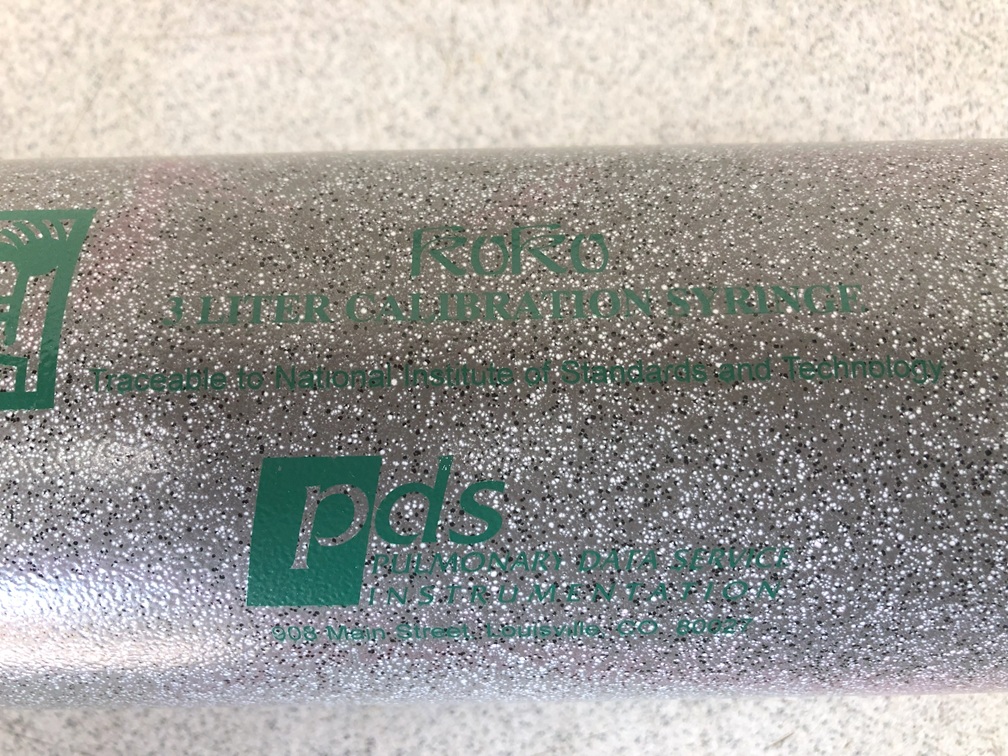 KoKo
3 LITER CALIBRATION SYRINGE
Traceable to National Institute of Standards and Technology
pds
PULMONARY DATA SERVICE
INSTRUMENTATION
908 Main Street, Louisville, CO 80027